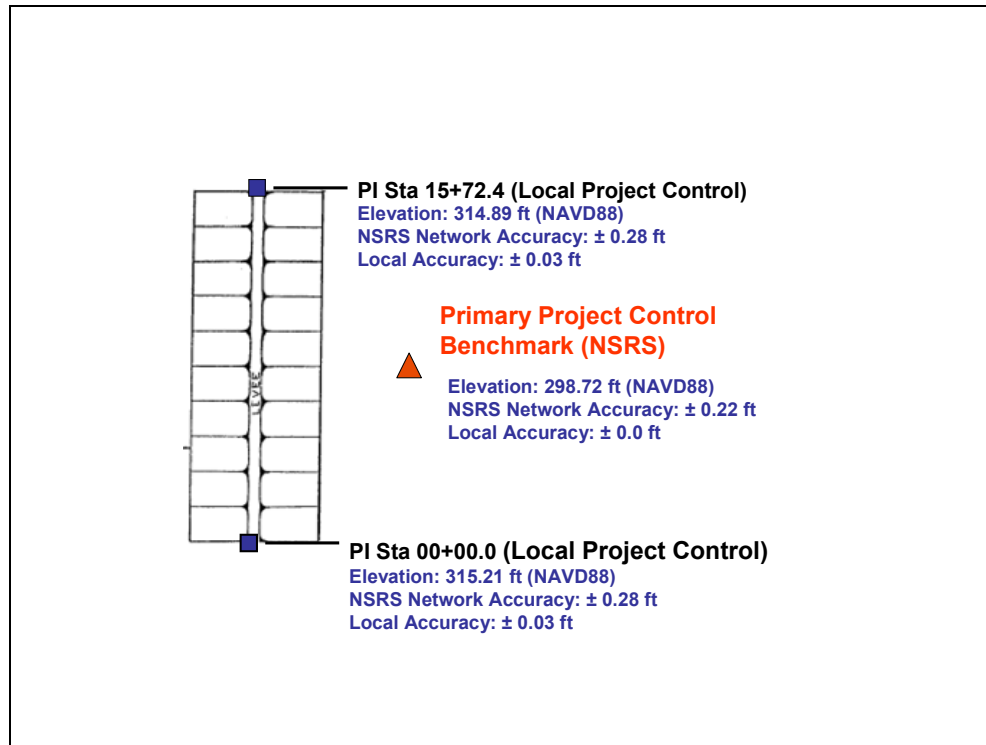 PI Sta 15+72.4 (Local Project Control)
Elevation: 314.89 ft (NAVD88)
NSRS Network Accuracy: ± 0.28 ft
Local Accuracy: ± 0.03 ft
Primary Project Control
Benchmark (NSRS)
Elevation: 298.72 ft (NAVD88)
NSRS Network Accuracy: ± 0.22 ft
Local Accuracy: ± 0.0 ft
LEVEE
PI Sta 00+00.0 (Local Project Control)
Elevation: 315.21 ft (NAVD88)
NSRS Network Accuracy: ± 0.28 ft
Local Accuracy: ± 0.03 ft